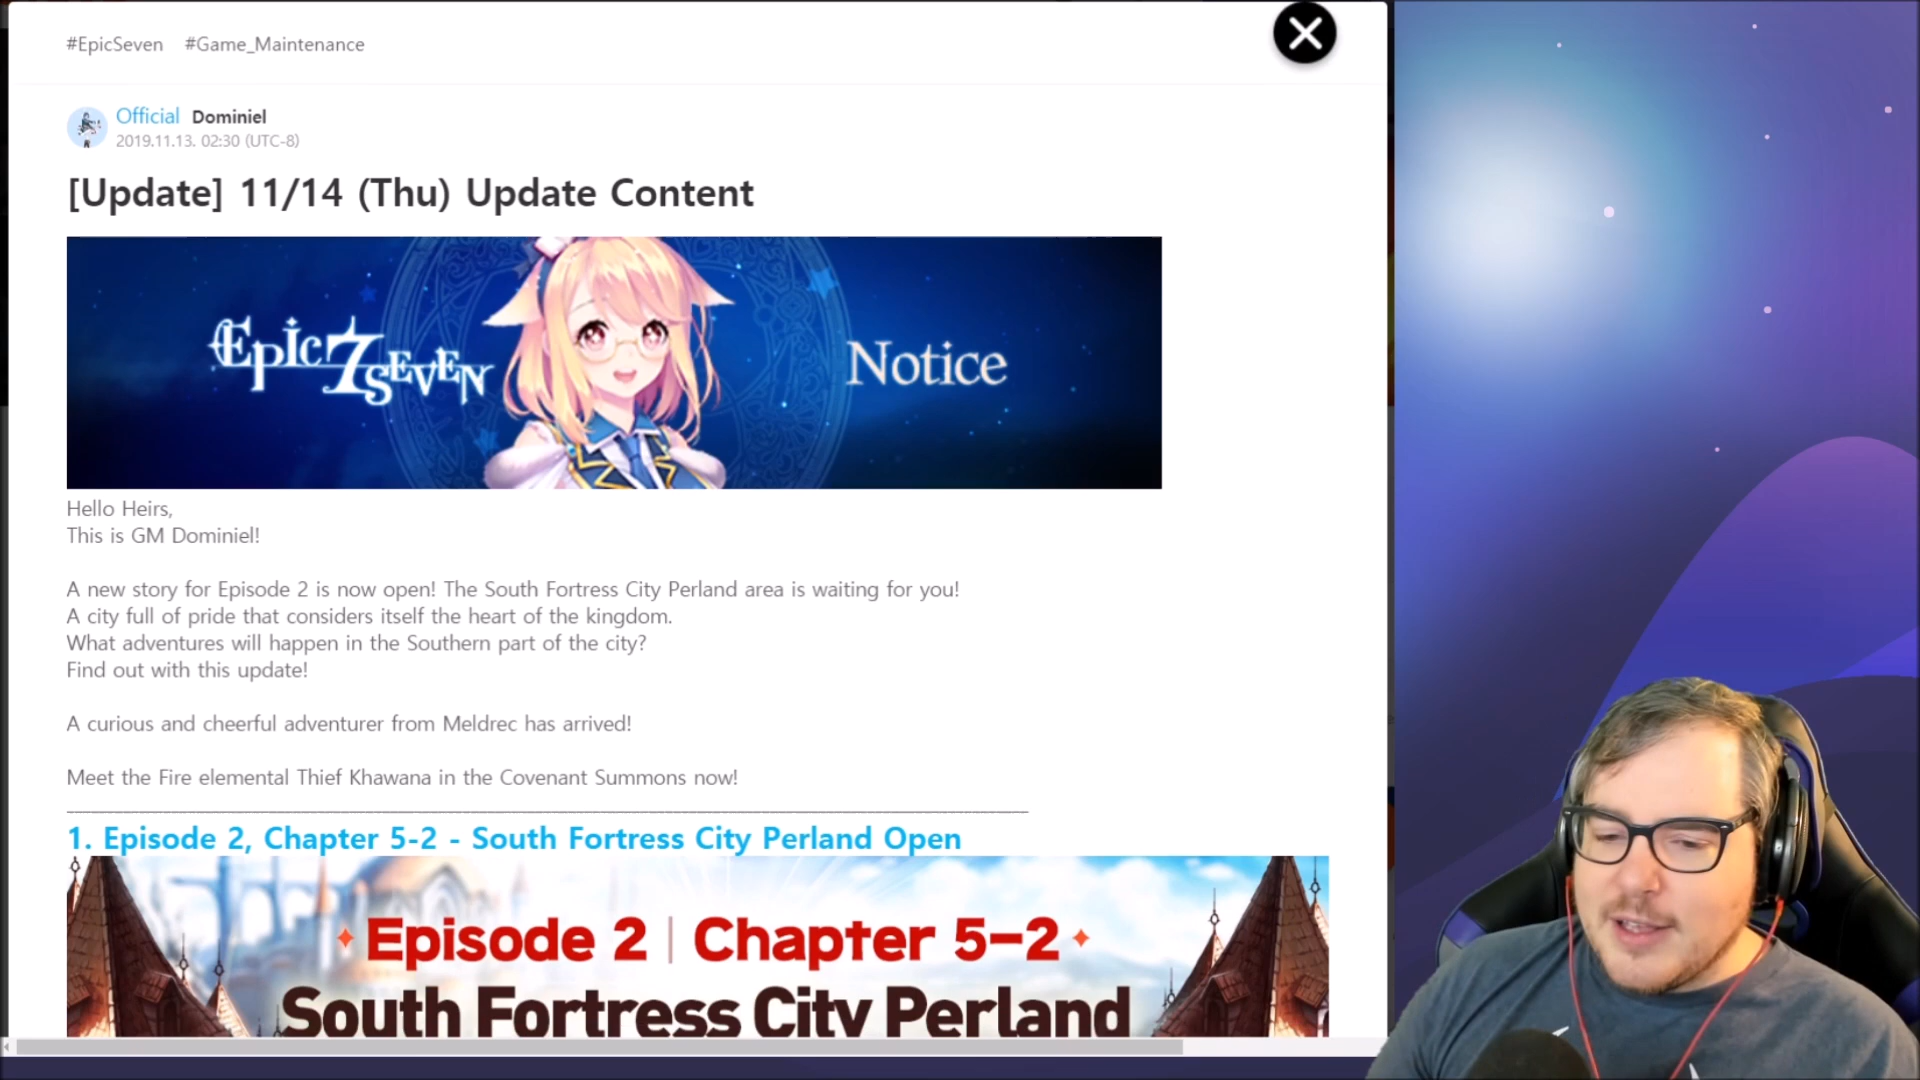 #EpicSeven #Game_Maintenance
Official Dominiel
2019.11.13. 02:30 (UTC-8)
[Update] 11/14 (Thu) Update Content
Epic 7 SEVEN
Notice
Hello Heirs,
This is GM Dominiel!
A new story for Episode 2 is now open! The South Fortress City Perland area is waiting for you!
A city full of pride that considers itself the heart of the kingdom.
What adventures will happen in the Southern part of the city?
Find out with this update!
A curious and cheerful adventurer from Meldrec has arrived!
Meet the Fire elemental Thief Khawana in the Covenant Summons now!
1. Episode 2, Chapter 5-2 - South Fortress City Perland Open
Episode 2 | Chapter 5-2
South Fortress City Perland